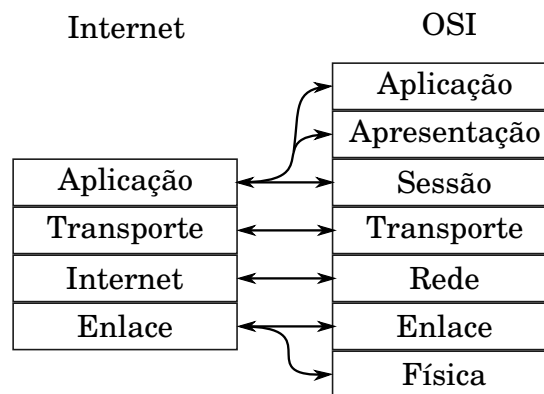 Internet
OSI
Aplicação
Apresentação
Aplicação
Sessão
Transporte
Transporte
Internet
Rede
Enlace
Enlace
Física